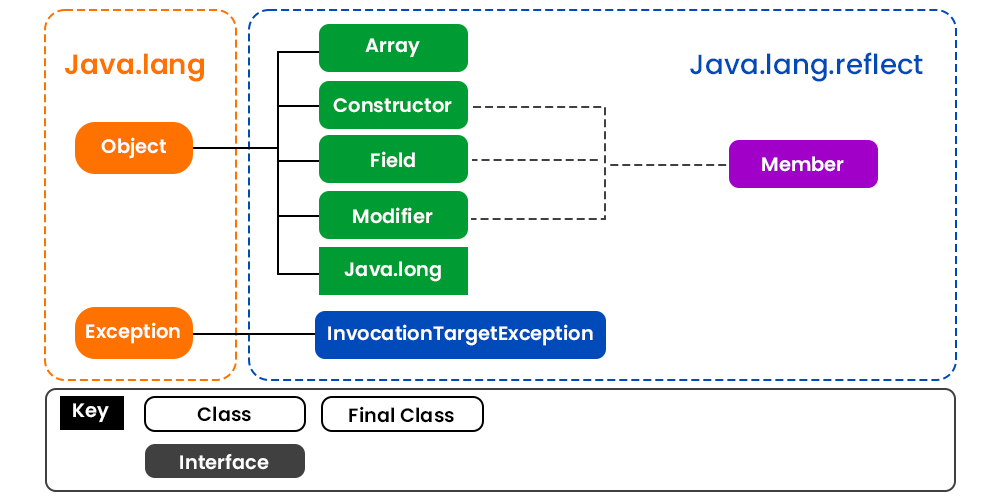 Java.lang
Java.lang.reflect
Array
Constructor
Object
Field
Member
Modifier
Java.long
Exception
InvocationTargetException
Key
Class
Final Class
Interface